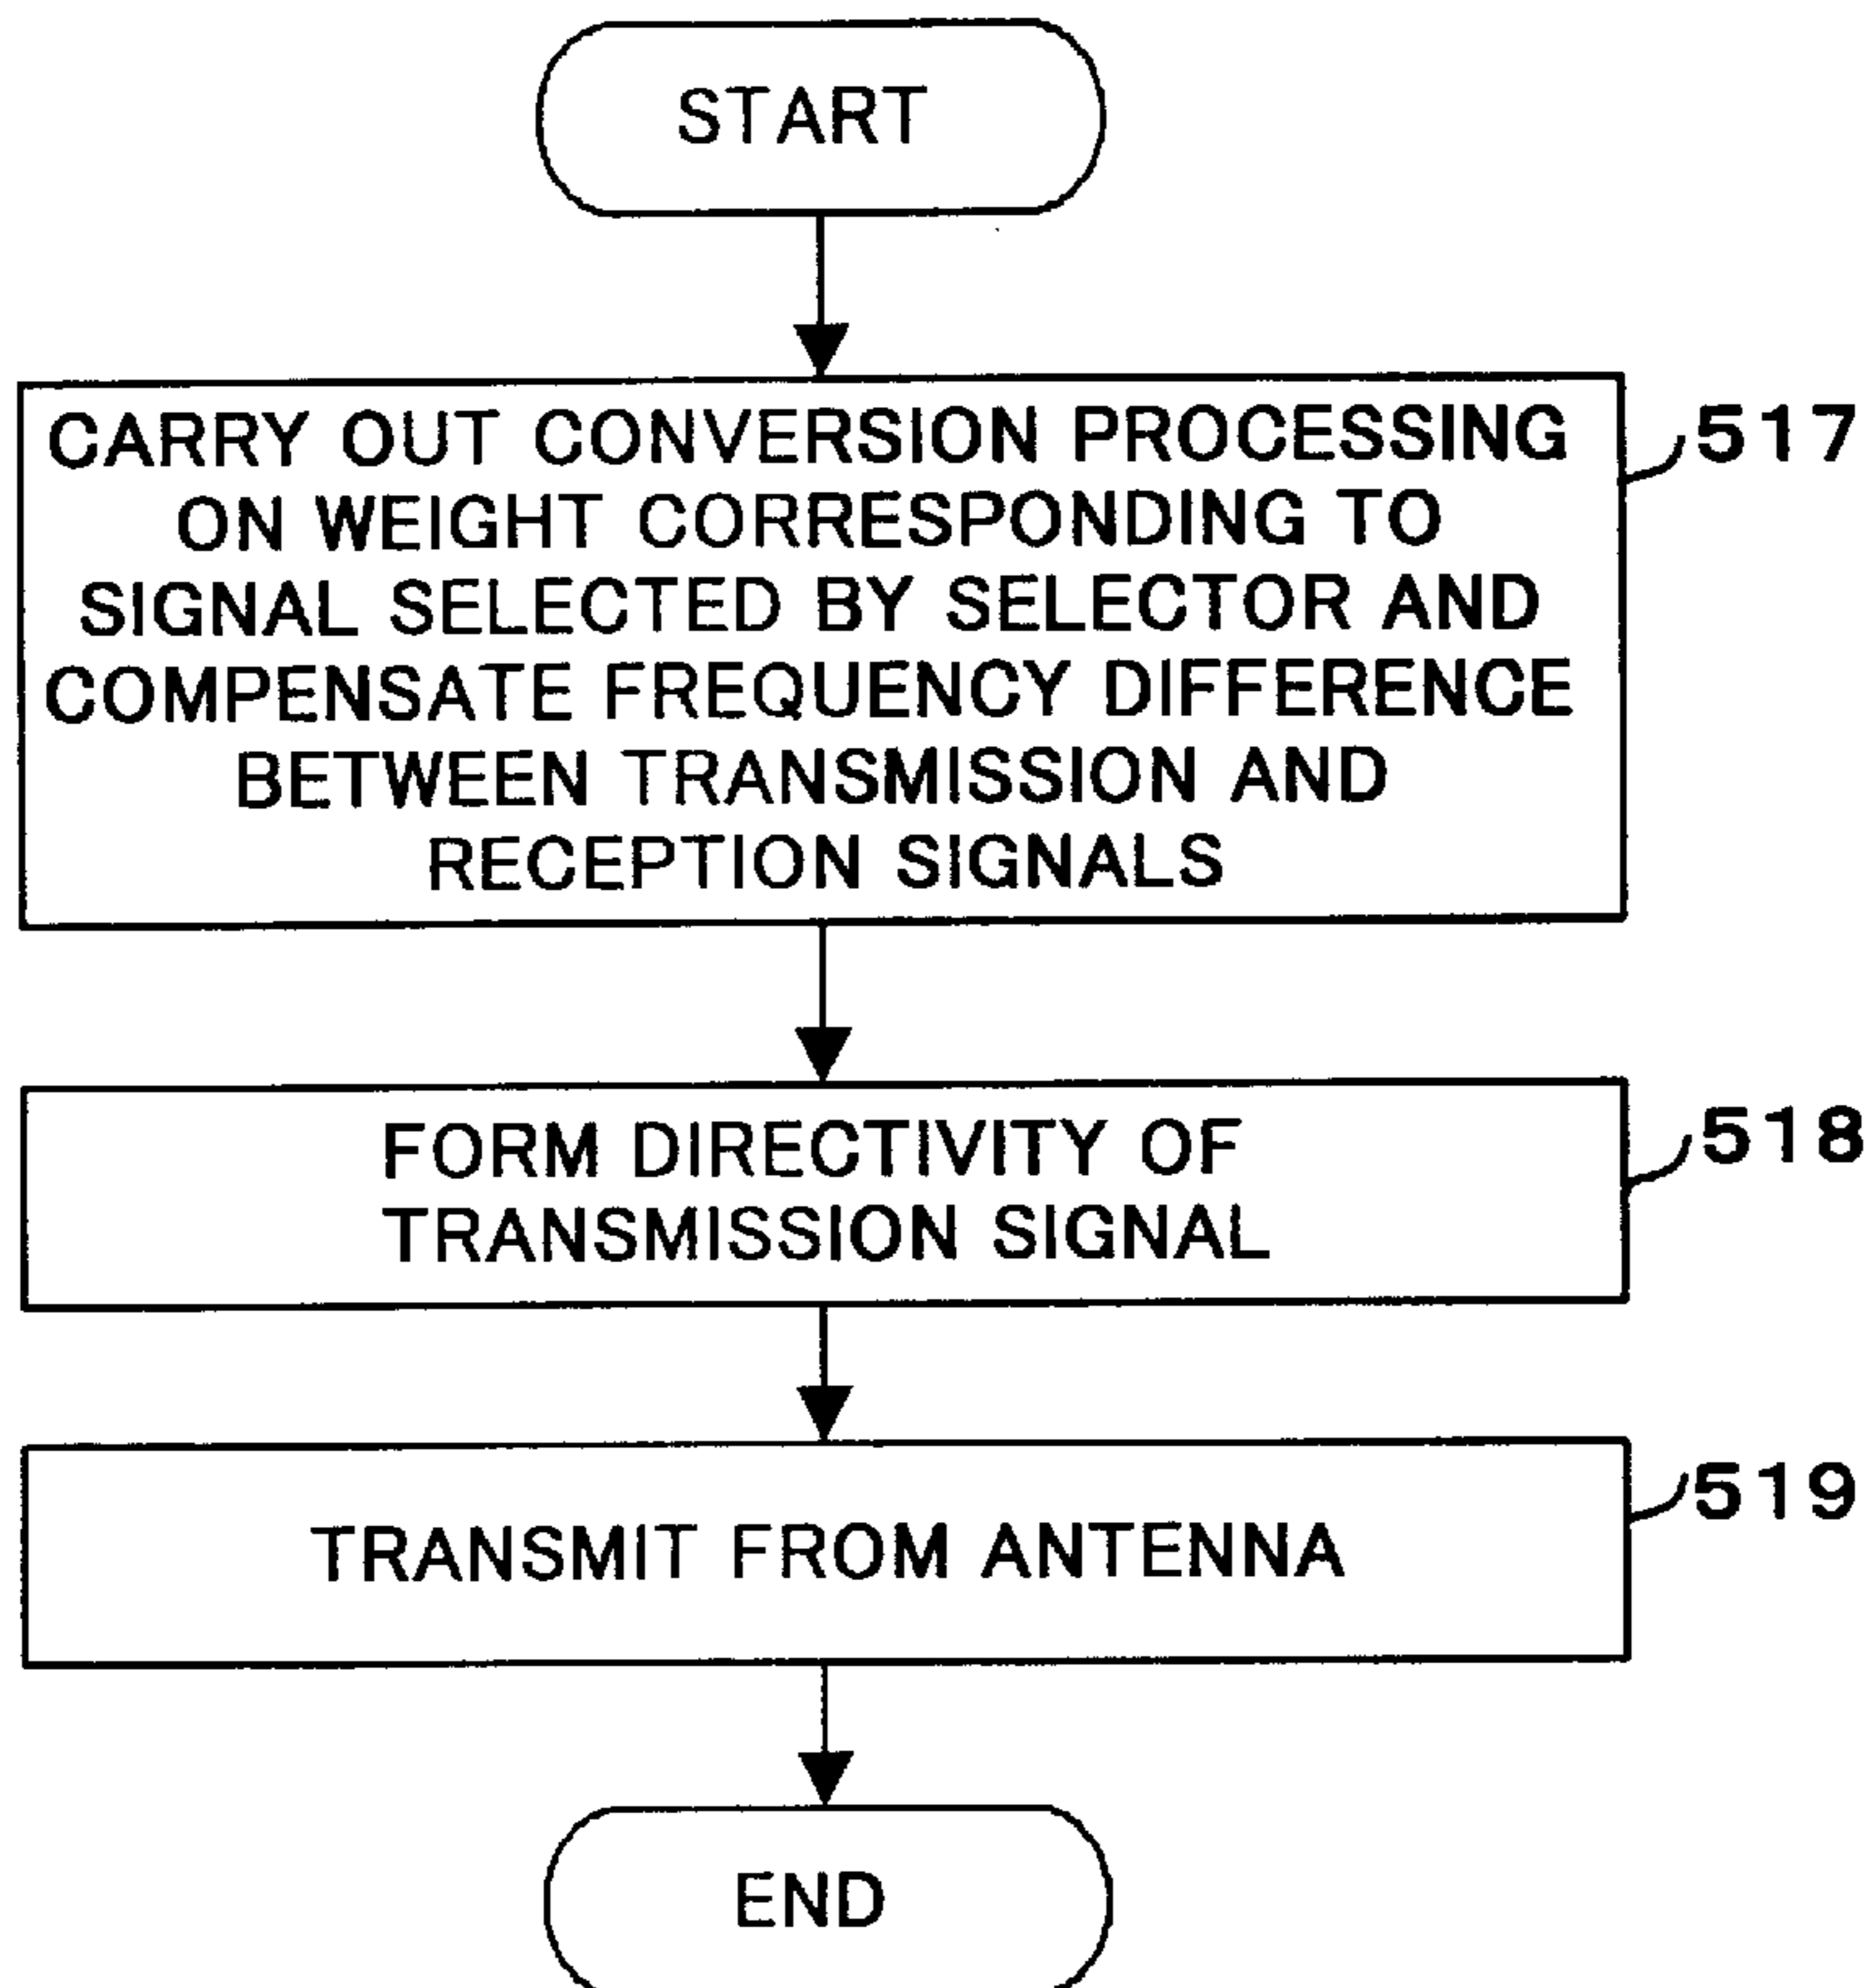 START
CARRY OUT CONVERSION PROCESSING
ON WEIGHT CORRESPONDING TO
SIGNAL SELECTED BY SELECTOR AND
COMPENSATE FREQUENCY DIFFERENCE
BETWEEN TRANSMISSION AND
RECEPTION SIGNALS
517
FORM DIRECTIVITY OF
TRANSMISSION SIGNAL
518
TRANSMIT FROM ANTENNA
519
END